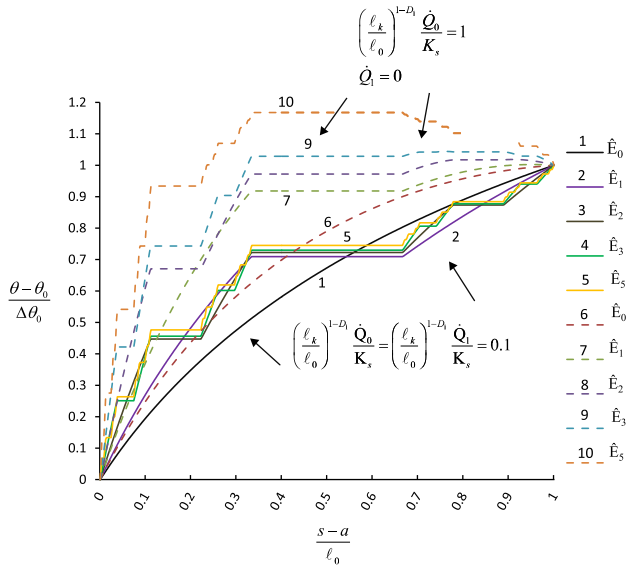 (ℓk/ℓ0)^1−D1 Q̇0/Ks = 1
Q̇1 = 0
1.2
1.1
1
0.9
0.8
0.7
0.6
0.5
0.4
0.3
0.2
0.1
0
θ − θ0
Δθ0
10
9
7
6
5
2
1
(ℓk/ℓ0)^1−D1 Q̇0/Ks = (ℓk/ℓ0)^1−D1 Q̇1/Ks = 0.1
0 0.1 0.2 0.3 0.4 0.5 0.6 0.7 0.8 0.9 1
s − a
ℓ0
1 Ê0
2 Ê1
3 Ê2
4 Ê3
5 Ê5
6 Ê0
7 Ê1
8 Ê2
9 Ê3
10 Ê5